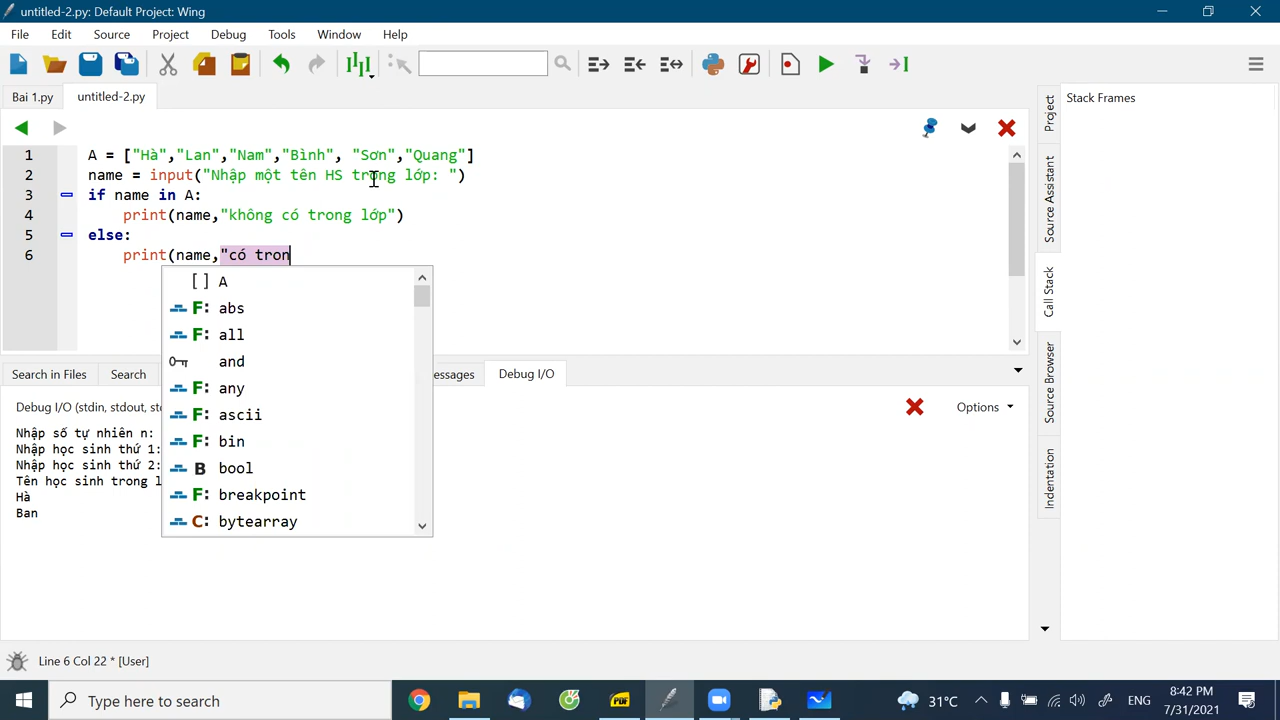 untitled-2.py: Default Project: Wing
File Edit Source Project Debug Tools Window Help
Bai 1.py untitled-2.py
Stack Frames
1 A = ["Hà","Lan","Nam","Bình", "Sơn","Quang"]
2 name = input("Nhập một tên HS trong lớp: ")
3 if name in A:
4 print(name,"không có trong lớp")
5 else:
6 print(name,"có tron
[ ] A
F: abs
F: all
and
F: any
F: ascii
F: bin
B bool
F: breakpoint
C: bytearray
Project
Source Assistant
Call Stack
Source Browser
Indentation
Search in Files Search essages Debug I/O
Debug I/O (stdin, stdout, st
Options
Nhập số tự nhiên n:
Nhập học sinh thứ 1:
Nhập học sinh thứ 2:
Tên học sinh trong l
Hà
Ban
Line 6 Col 22 * [User]
Type here to search
PDF
31°C
ENG
8:42 PM
7/31/2021